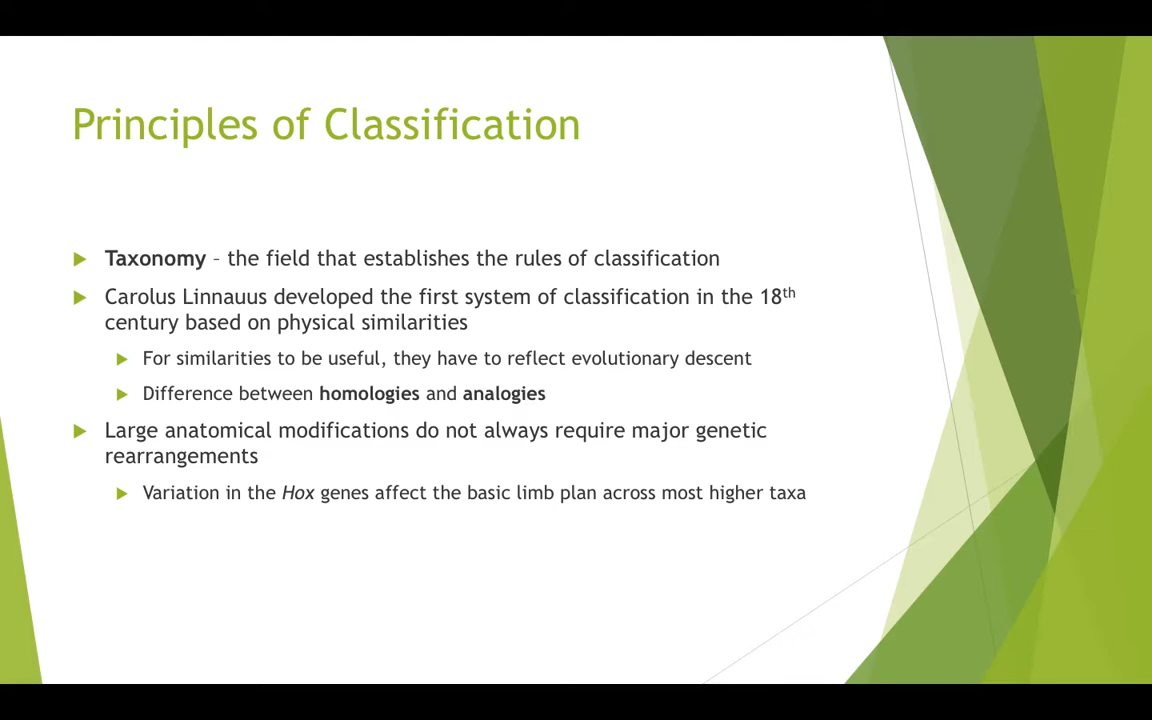 Principles of Classification
Taxonomy – the field that establishes the rules of classification
Carolus Linnauus developed the first system of classification in the 18th
century based on physical similarities
For similarities to be useful, they have to reflect evolutionary descent
Difference between homologies and analogies
Large anatomical modifications do not always require major genetic
rearrangements
Variation in the Hox genes affect the basic limb plan across most higher taxa